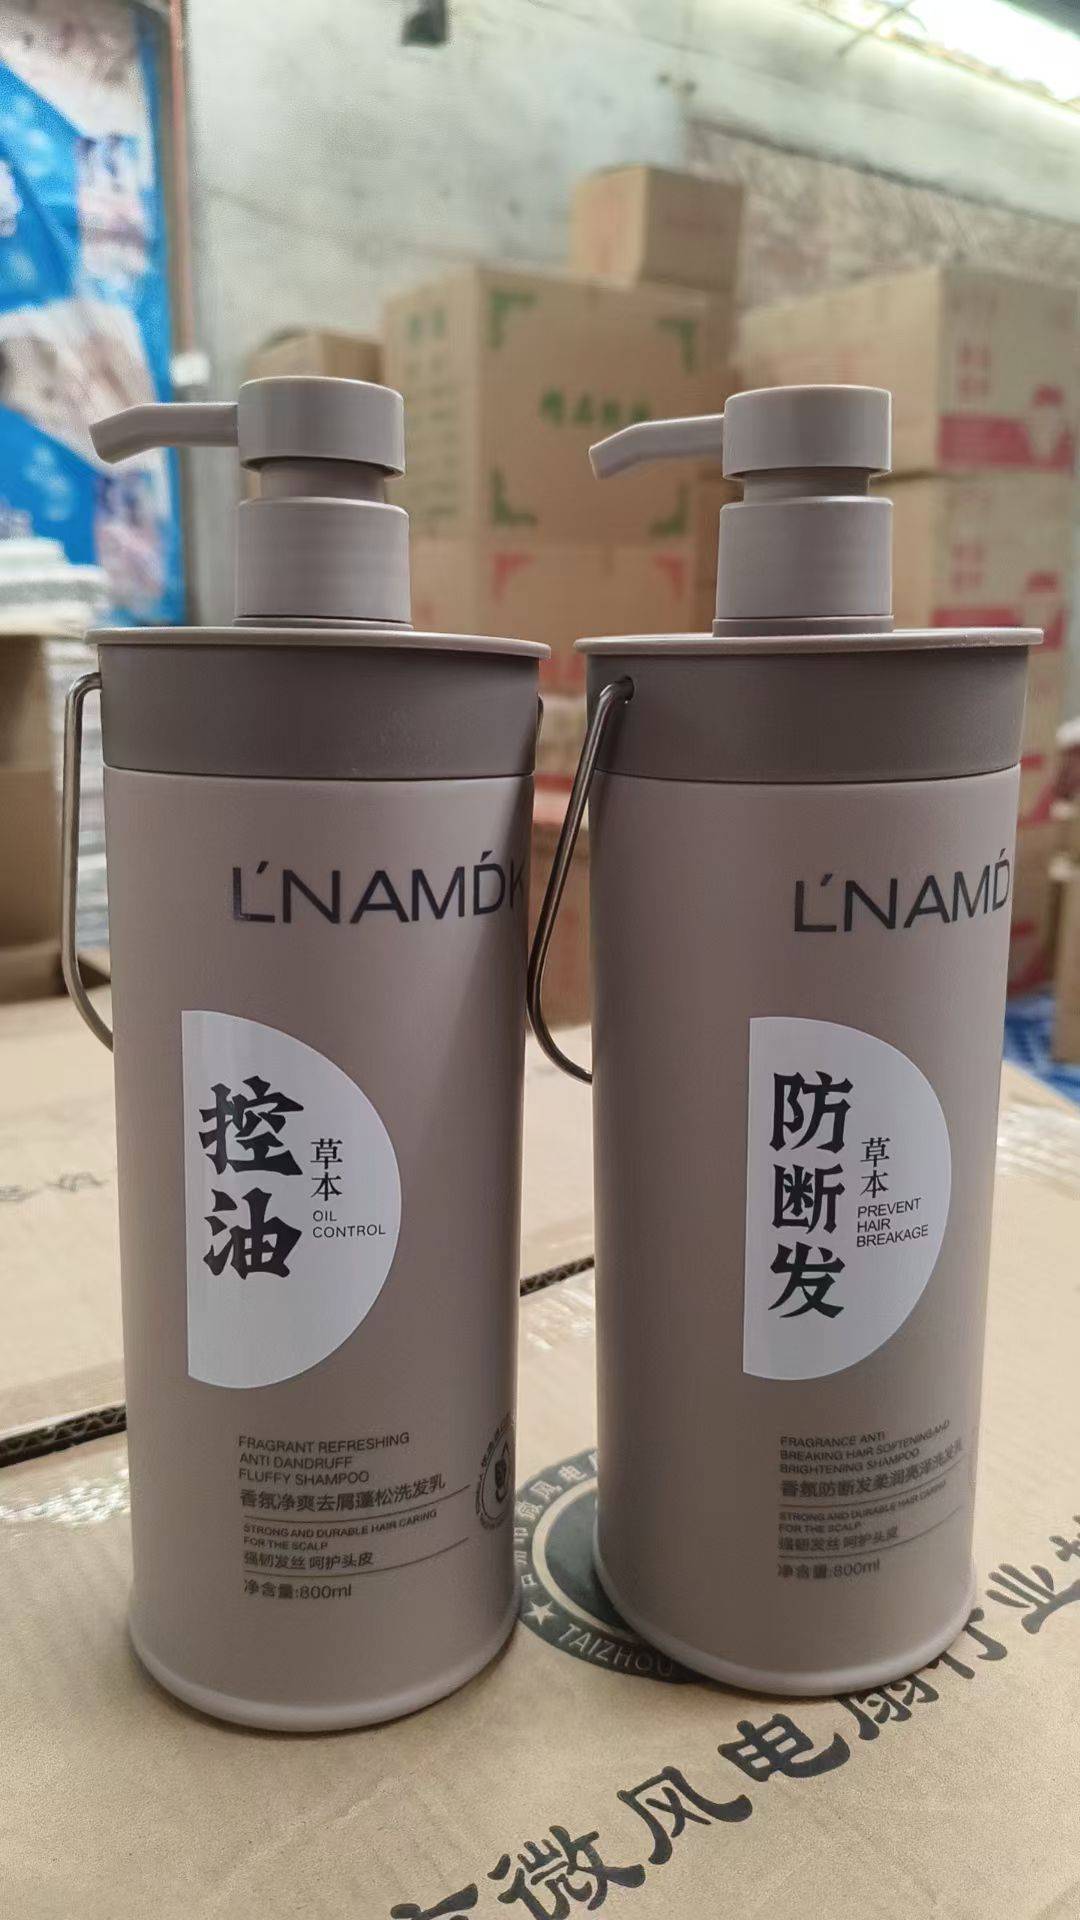 L'NAMD'K
控油
草本
OIL
CONTROL
FRAGRANT REFRESHING
ANTI DANDRUFF
FLUFFY SHAMPOO
香氛净爽去屑蓬松洗发乳
STRONG AND DURABLE HAIR CARING
FOR THE SCALP
强韧发丝 呵护头皮
净含量:800ml
L'NAMD'
防断发
草本
PREVENT
HAIR
BREAKAGE
FRAGRANCE ANTI
BREAKING HAIR SOFTENING AND
BRIGHTENING SHAMPOO
香氛防断发柔润亮泽洗发乳
STRONG AND DURABLE HAIR CARING
FOR THE SCALP
强韧发丝 呵护头皮
净含量:800ml
TAIZHOU
市微风电扇行业